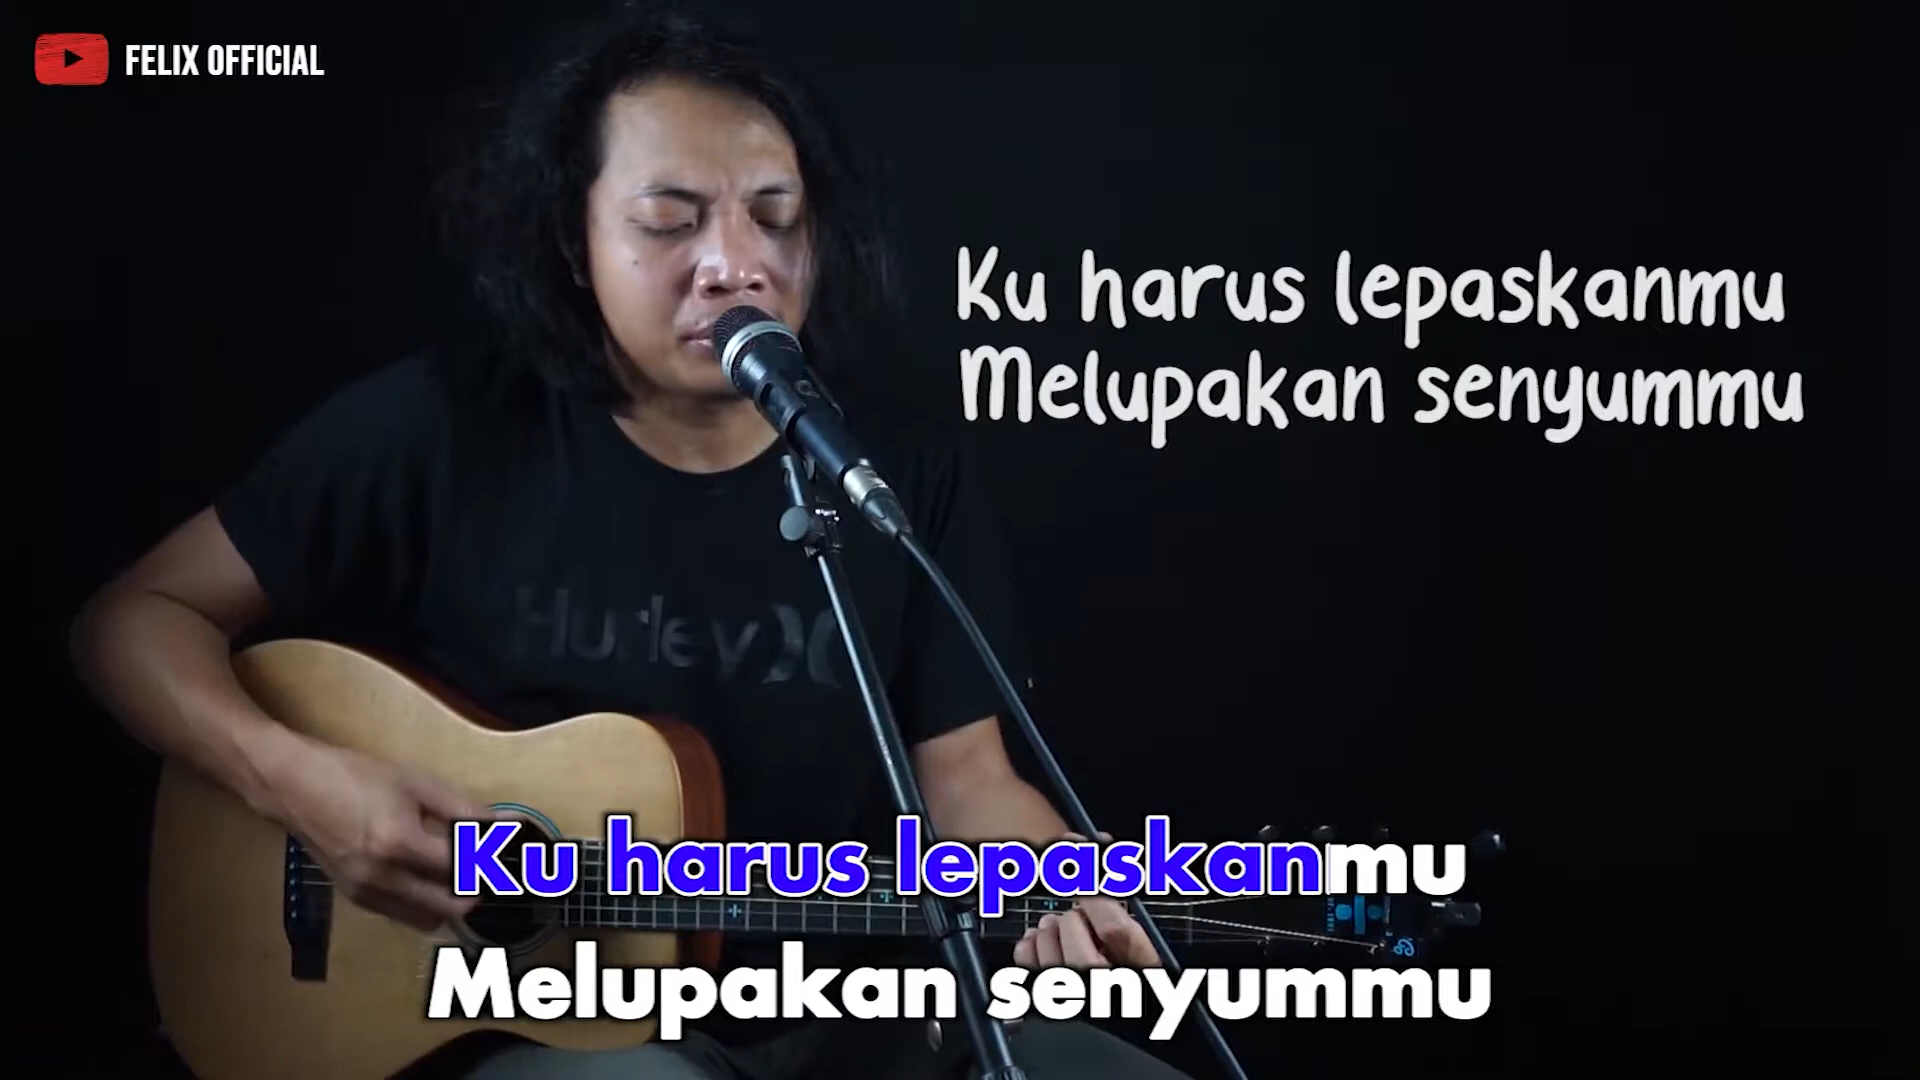 FELIX OFFICIAL
Ku harus lepaskanmu
Melupakan senyummu
Hurley
Ku harus lepaskanmu
Melupakan senyummu